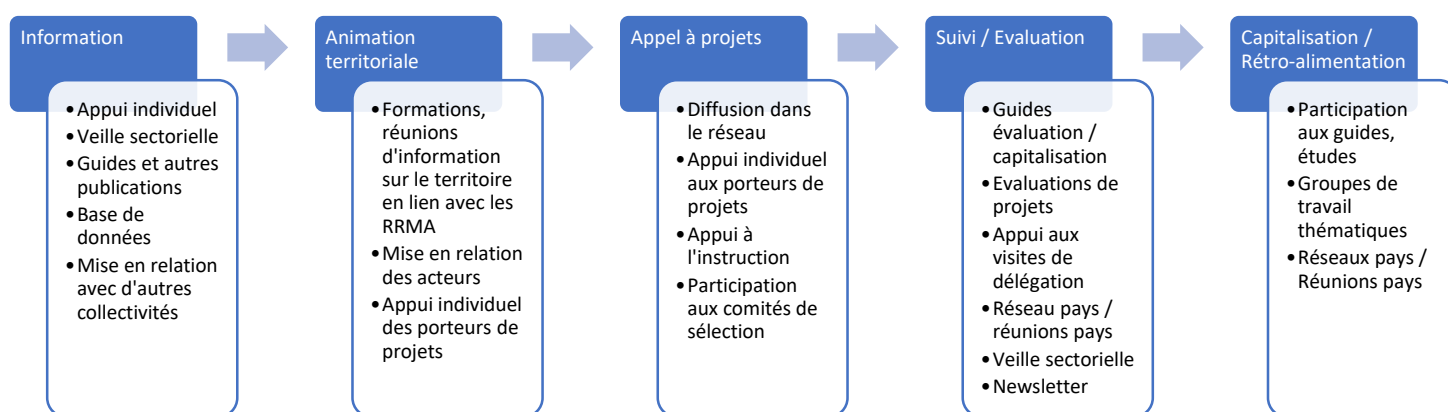 Information
•Appui individuel
•Veille sectorielle
•Guides et autres
publications
•Base de
données
•Mise en relation
avec d'autres
collectivités
Animation
territoriale
•Formations,
réunions
d'information
sur le territoire
en lien avec les
RRMA
•Mise en relation
des acteurs
•Appui individuel
des porteurs de
projets
Appel à projets
•Diffusion dans
le réseau
•Appui individuel
aux porteurs de
projets
•Appui à
l'instruction
•Participation
aux comités de
sélection
Suivi / Evaluation
•Guides
évaluation /
capitalisation
•Evaluations de
projets
•Appui aux
visites de
délégation
•Réseau pays /
réunions pays
•Veille sectorielle
•Newsletter
Capitalisation /
Rétro-alimentation
•Participation
aux guides,
études
•Groupes de
travail
thématiques
•Réseaux pays /
Réunions pays